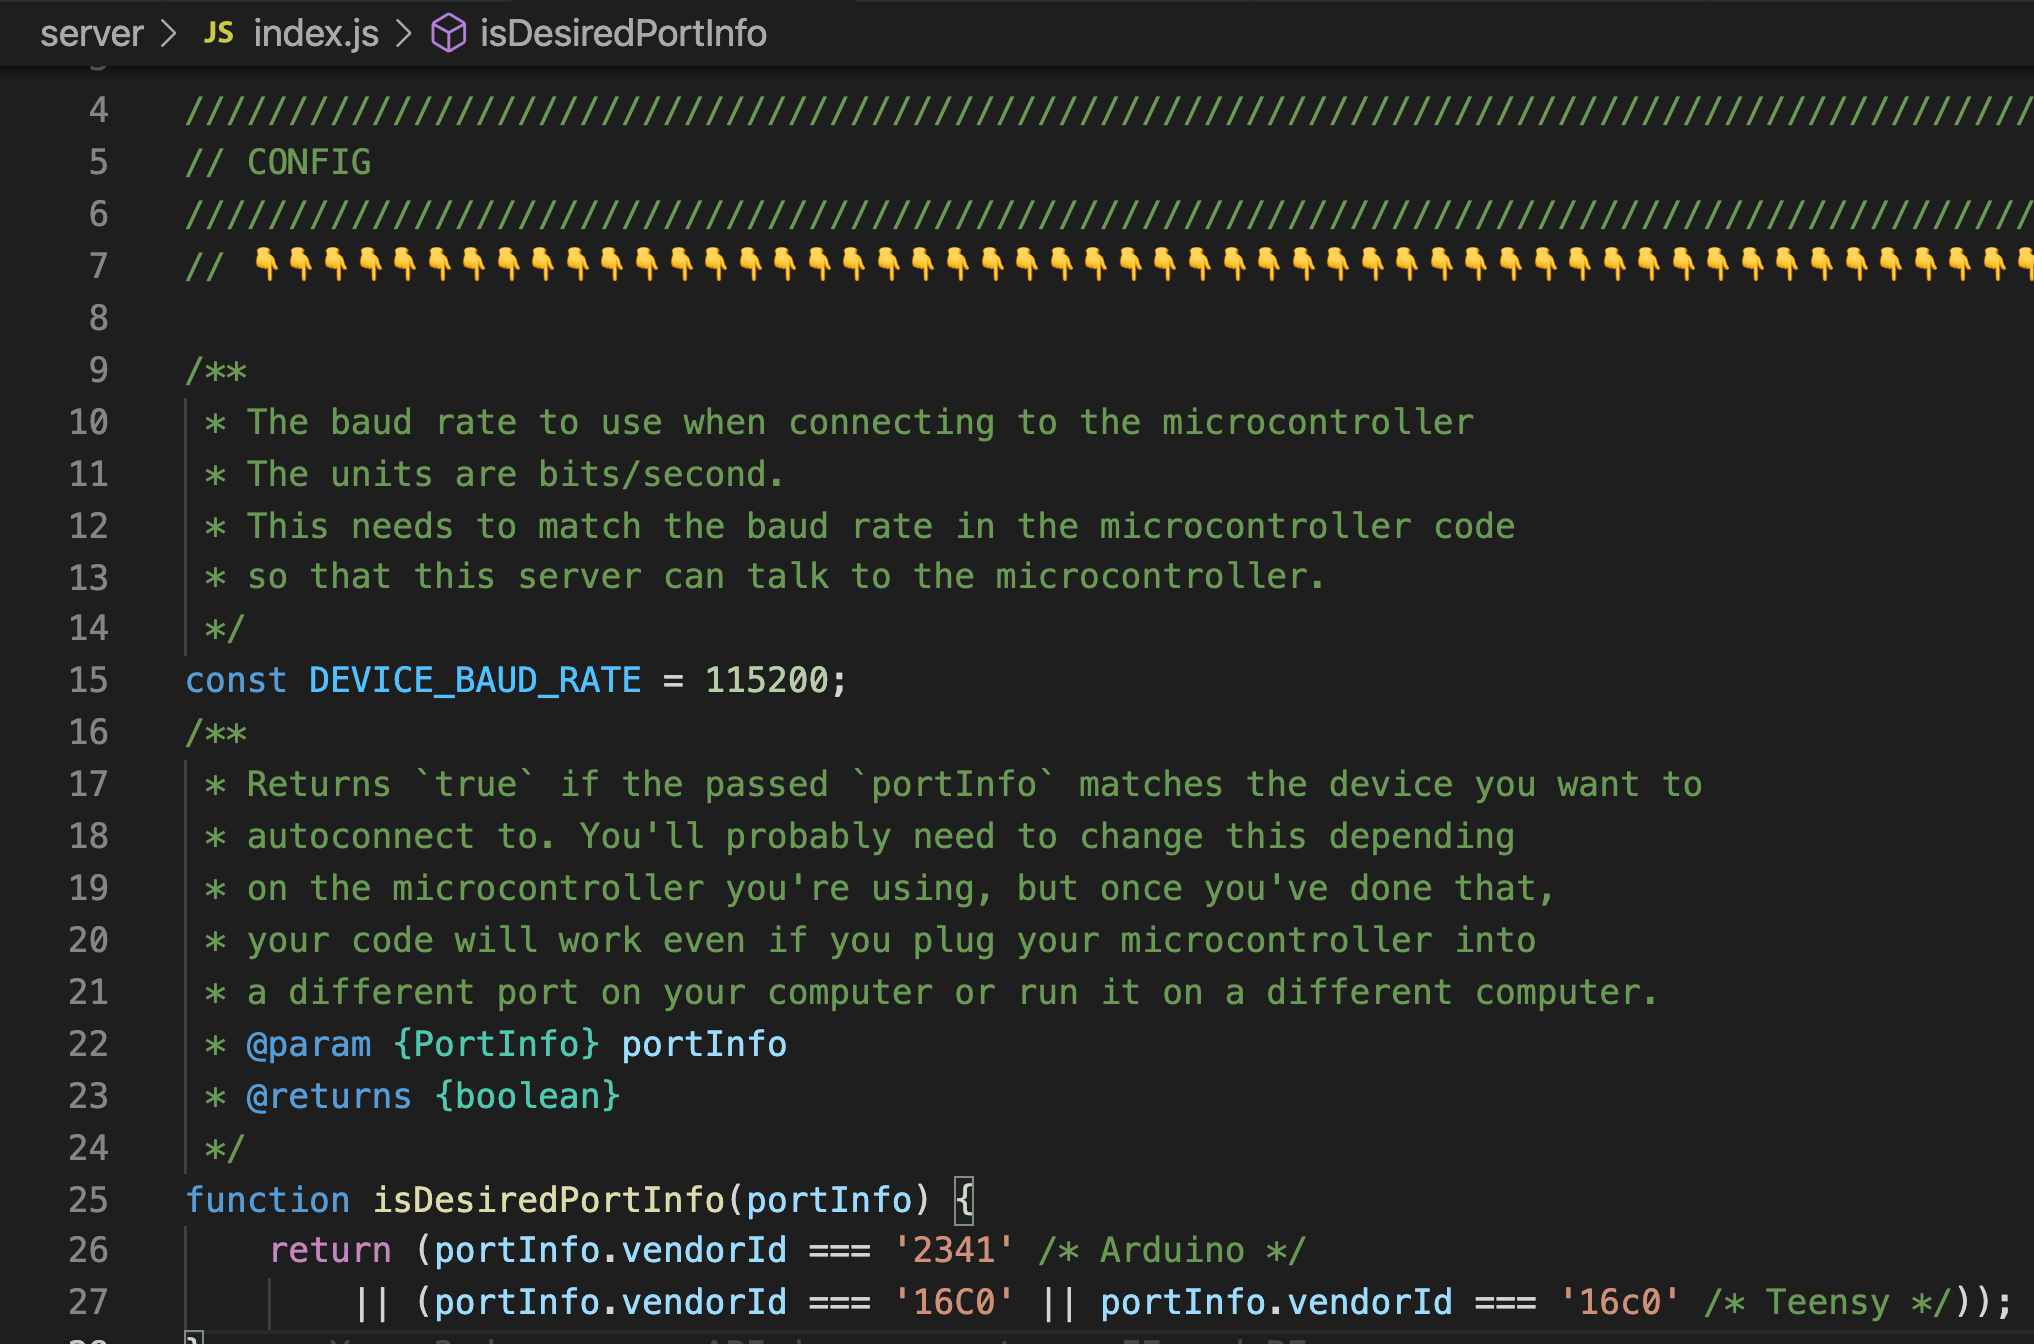 server > JS index.js > isDesiredPortInfo
4 ////////////////////////////////////////////////////////////////////////////////////////
5 // CONFIG
6 ////////////////////////////////////////////////////////////////////////////////////////
7 // 👇👇👇👇👇👇👇👇👇👇👇👇👇👇👇👇👇👇👇👇👇👇👇👇👇👇👇👇👇👇👇👇👇👇👇👇👇👇👇👇👇👇👇👇👇👇👇👇👇👇👇👇
8
9 /**
10 * The baud rate to use when connecting to the microcontroller
11 * The units are bits/second.
12 * This needs to match the baud rate in the microcontroller code
13 * so that this server can talk to the microcontroller.
14 */
15 const DEVICE_BAUD_RATE = 115200;
16 /**
17 * Returns `true` if the passed `portInfo` matches the device you want to
18 * autoconnect to. You'll probably need to change this depending
19 * on the microcontroller you're using, but once you've done that,
20 * your code will work even if you plug your microcontroller into
21 * a different port on your computer or run it on a different computer.
22 * @param {PortInfo} portInfo
23 * @returns {boolean}
24 */
25 function isDesiredPortInfo(portInfo) {
26 return (portInfo.vendorId === '2341' /* Arduino */
27 || (portInfo.vendorId === '16C0' || portInfo.vendorId === '16c0' /* Teensy */));